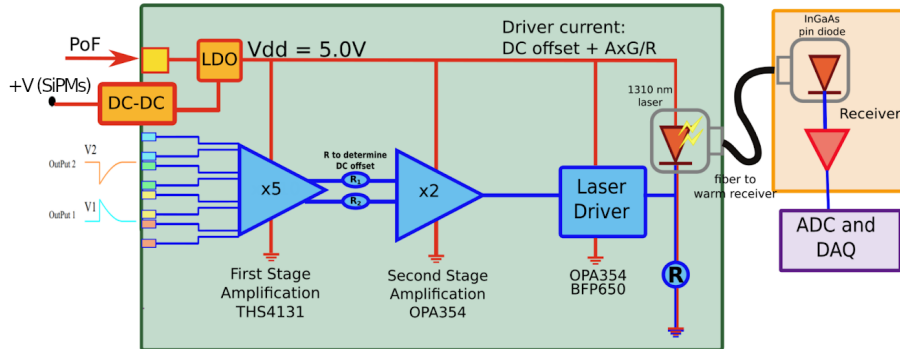 PoF
LDO
Vdd = 5.0V
Driver current:
DC offset + AxG/R
InGaAs
pin diode
+V (SiPMs)
DC-DC
1310 nm
laser
Receiver
V2
OutPut 2
V1
OutPut 1
R to determine
DC offset
x5
R1
R2
x2
Laser
Driver
fiber to
warm receiver
ADC and
DAQ
First Stage
Amplification
THS4131
Second Stage
Amplification
OPA354
OPA354
BFP650
R